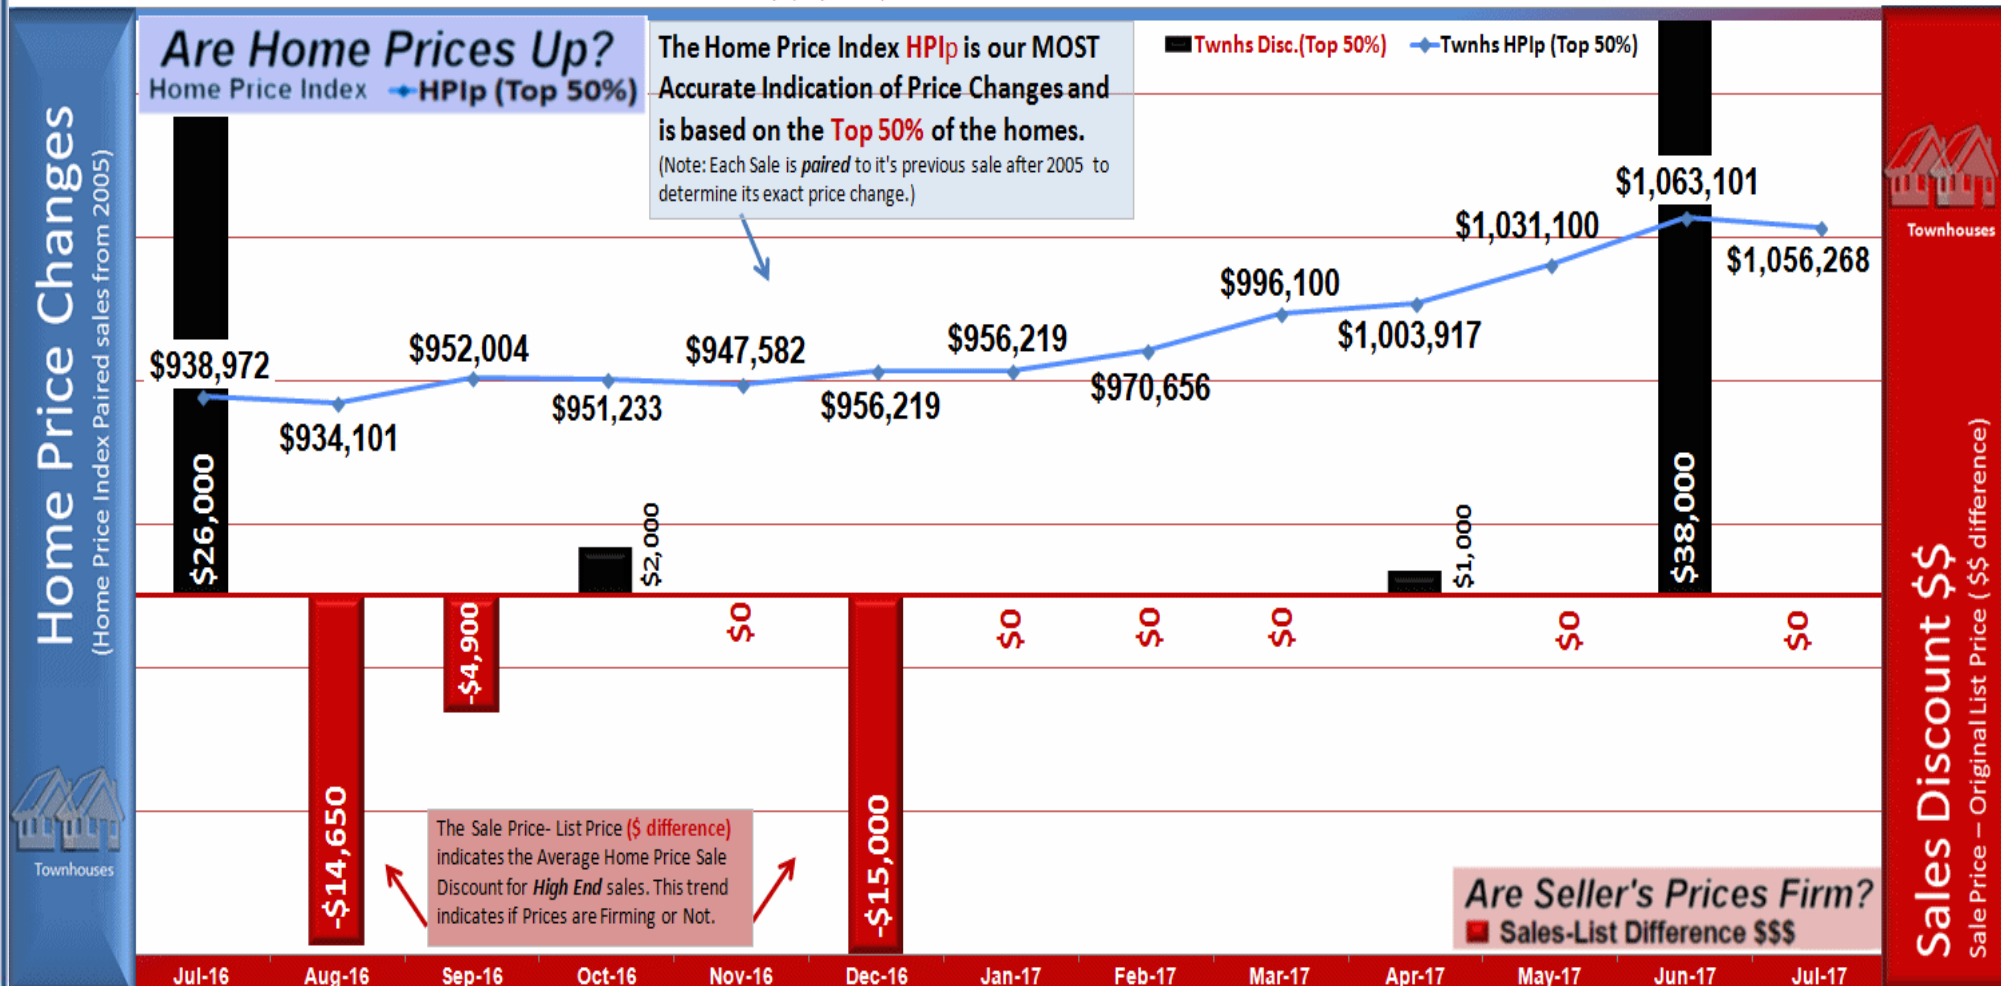 Home Price Changes
(Home Price Index Paired sales from 2005)
Townhouses
Are Home Prices Up?
Home Price Index HPIp (Top 50%)
The Home Price Index HPIp is our MOST
Accurate Indication of Price Changes and
is based on the Top 50% of the homes.
(Note: Each Sale is paired to it's previous sale after 2005 to
determine its exact price change.)
Twnhs Disc.(Top 50%) Twnhs HPIp (Top 50%)
$938,972
$934,101
$952,004
$951,233
$947,582
$956,219
$956,219
$970,656
$996,100
$1,003,917
$1,031,100
$1,063,101
$1,056,268
$26,000
-$14,650
-$4,900
$2,000
$0
-$15,000
$0
$0
$0
$1,000
$0
$38,000
$0
The Sale Price- List Price ($ difference)
indicates the Average Home Price Sale
Discount for High End sales. This trend
indicates if Prices are Firming or Not.
Are Seller's Prices Firm?
Sales-List Difference $$$
Jul-16 Aug-16 Sep-16 Oct-16 Nov-16 Dec-16 Jan-17 Feb-17 Mar-17 Apr-17 May-17 Jun-17 Jul-17
Townhouses
Sales Discount $$
Sale Price – Original List Price ( $$ difference)